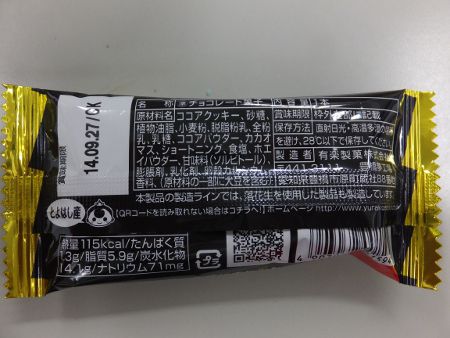 賞味期限
14.09.27/CK
名称 準チョコレート菓子 内容量 1本
原材料名 ココアクッキー、砂糖、
植物油脂、小麦粉、脱脂粉乳、全粉
乳、乳糖、ココアパウダー、カカオ
マス、ショートニング、食塩、ホエ
イパウダー、甘味料(ソルビトール)、
膨脹剤、乳化剤
香料、(原材料の一部に大豆を含む)
賞味期限 枠外 記載
保存方法 直射日光・高温多湿
を避け、28℃以下で保存してください
製造者 有楽製菓株
愛知県豊橋
本製品の製造ラインでは、落花生を使用した製品も製造しています
とよはし産
【QRコードを読み取れない場合はコチラへ!】ホームページ http://www.yuraku
熱量115kcal/たんぱく質
1.3g/脂質5.9g/炭水化物
14.1g/ナトリウム71mg